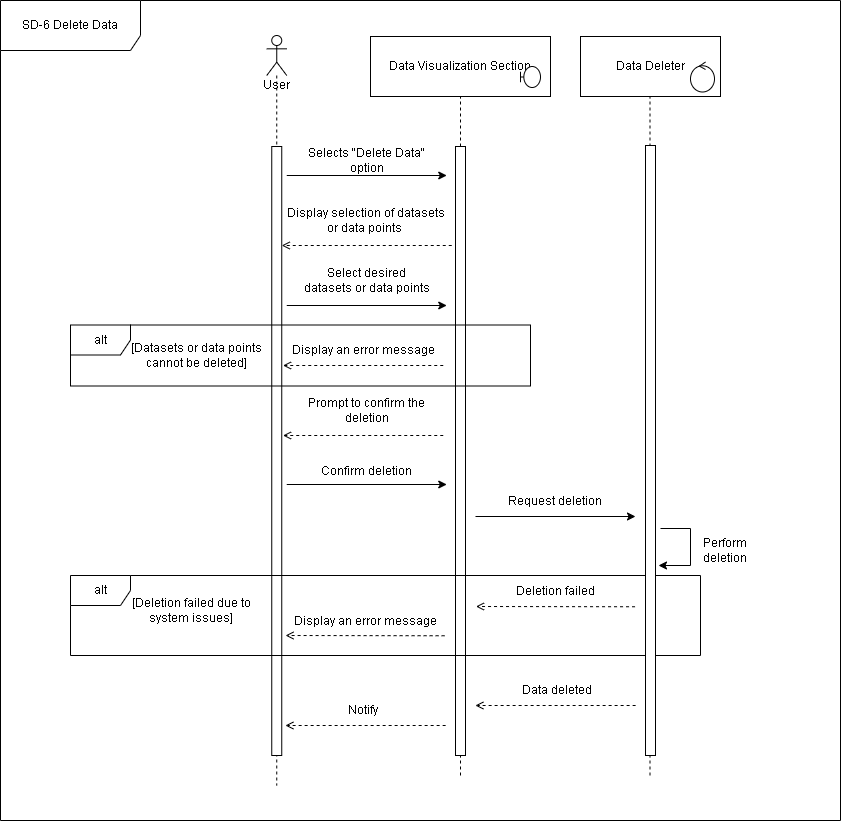 SD-6 Delete Data
User
Data Visualization Section
Data Deleter
Selects "Delete Data"
option
Display selection of datasets
or data points
Select desired
datasets or data points
alt
[Datasets or data points
cannot be deleted]
Display an error message
Prompt to confirm the
deletion
Confirm deletion
Request deletion
Perform
deletion
alt
[Deletion failed due to
system issues]
Deletion failed
Display an error message
Data deleted
Notify